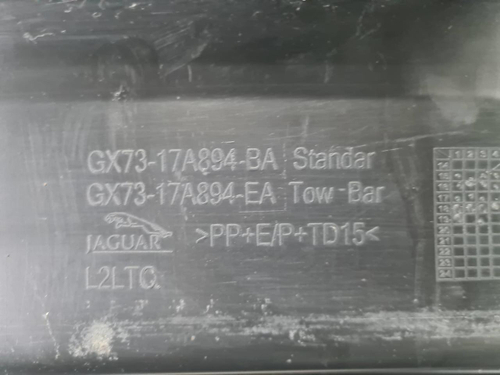 GX73-17A894-BA Standar
GX73-17A894-EA Tow Bar
JAGUAR
>PP+E/P+TD15<
L2LTC.